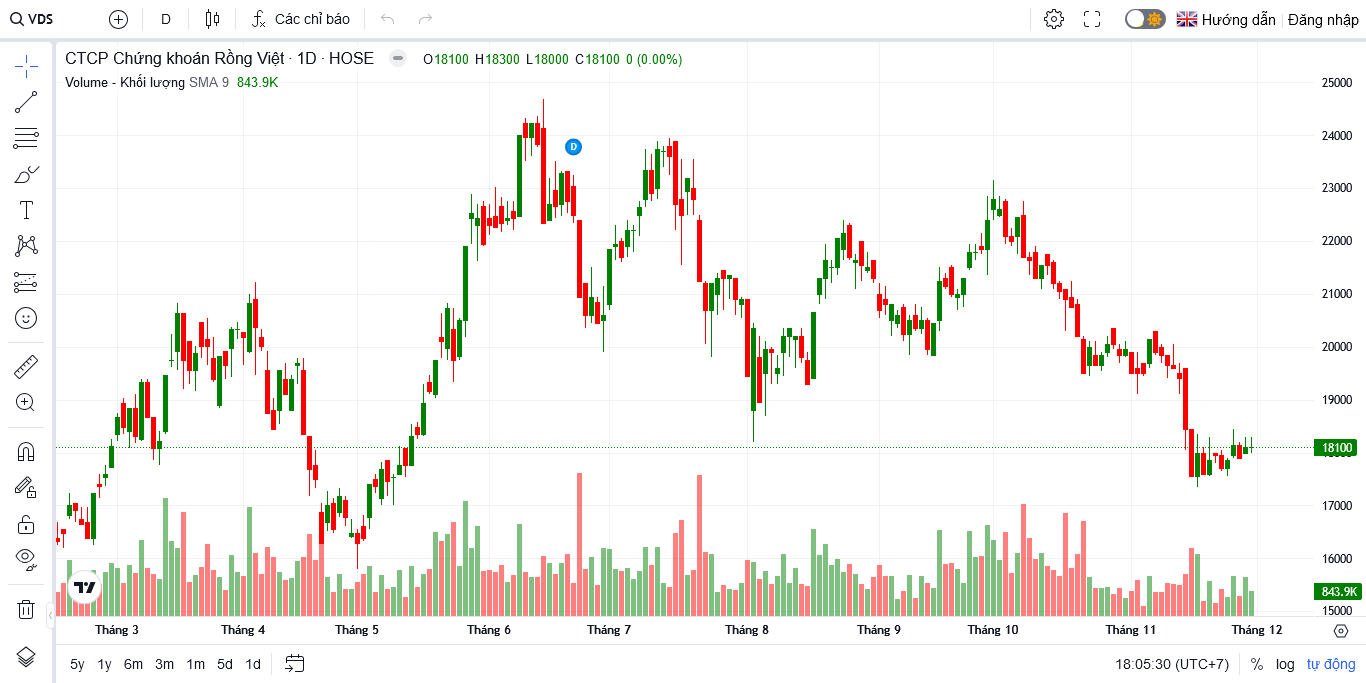 VDS D Các chỉ báo Hướng dẫn Đăng nhập
CTCP Chứng khoán Rồng Việt · 1D · HOSE O18100 H18300 L18000 C18100 0 (0.00%)
Volume - Khối lượng SMA 9 843.9K
D
25000
24000
23000
22000
21000
20000
19000
18100
18000
17000
16000
843.9K
15000
Tháng 3 Tháng 4 Tháng 5 Tháng 6 Tháng 7 Tháng 8 Tháng 9 Tháng 10 Tháng 11 Tháng 12
5y 1y 6m 3m 1m 5d 1d 18:05:30 (UTC+7) % log tự động